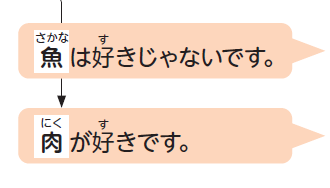 さかな す
魚は好きじゃないです。
にく す
肉が好きです。